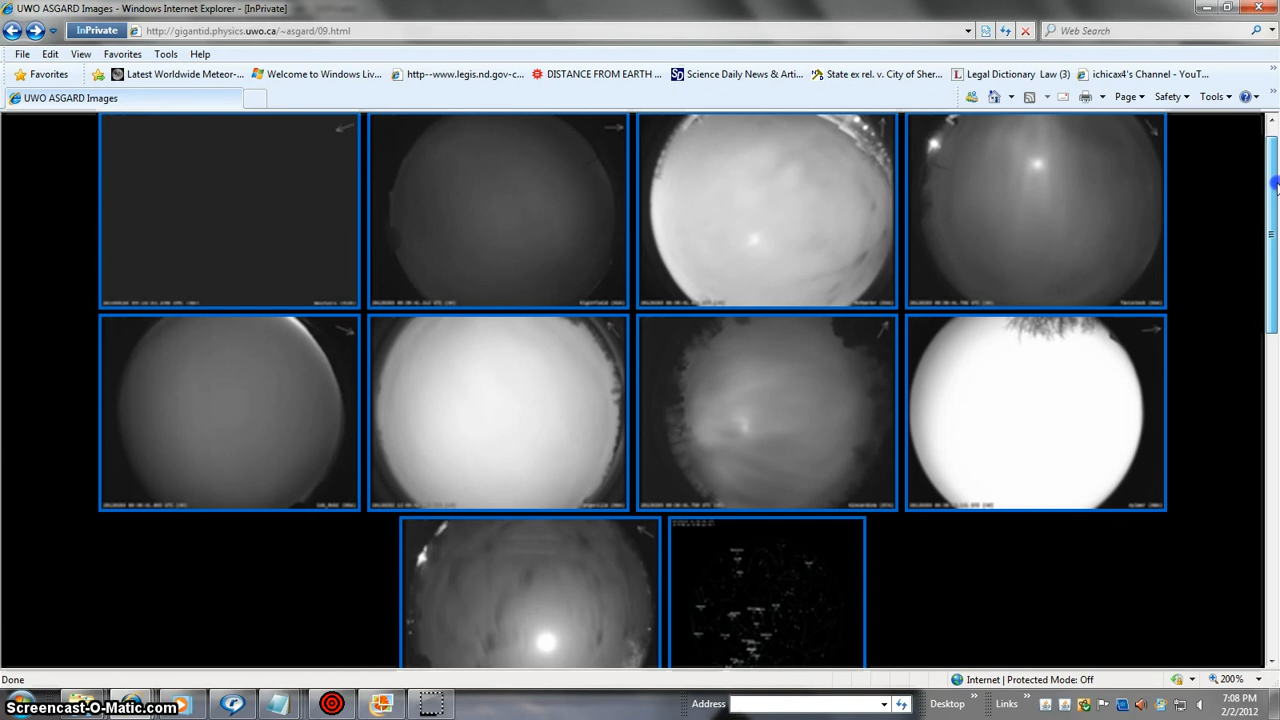 UWO ASGARD Images - Windows Internet Explorer - [InPrivate]
InPrivate http://gigantid.physics.uwo.ca/~asgard/09.html Web Search
File Edit View Favorites Tools Help
Favorites Latest Worldwide Meteor-... Welcome to Windows Liv... http--www.legis.nd.gov-c... DISTANCE FROM EARTH ... Science Daily News & Arti... State ex rel. v. City of Sher... Legal Dictionary Law (3) ichicax4's Channel - YouT...
UWO ASGARD Images Page Safety Tools
Done Internet | Protected Mode: Off 200%
Screencast-O-Matic.com Address Desktop Links 7:08 PM
2/2/2012